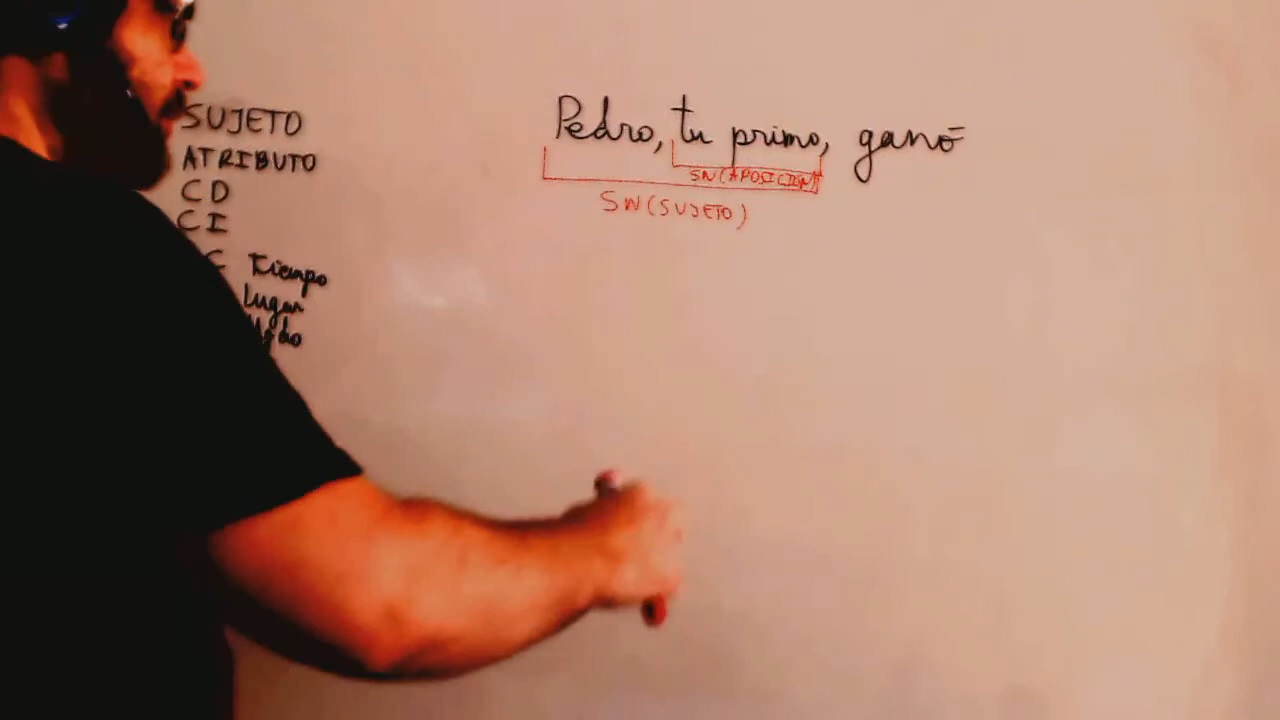 SUJETO
ATRIBUTO
CD
CI
C Tiempo
Lugar
Modo
Pedro, tu primo, ganó
SN(APOSICIÓN)
SN(SUJETO)